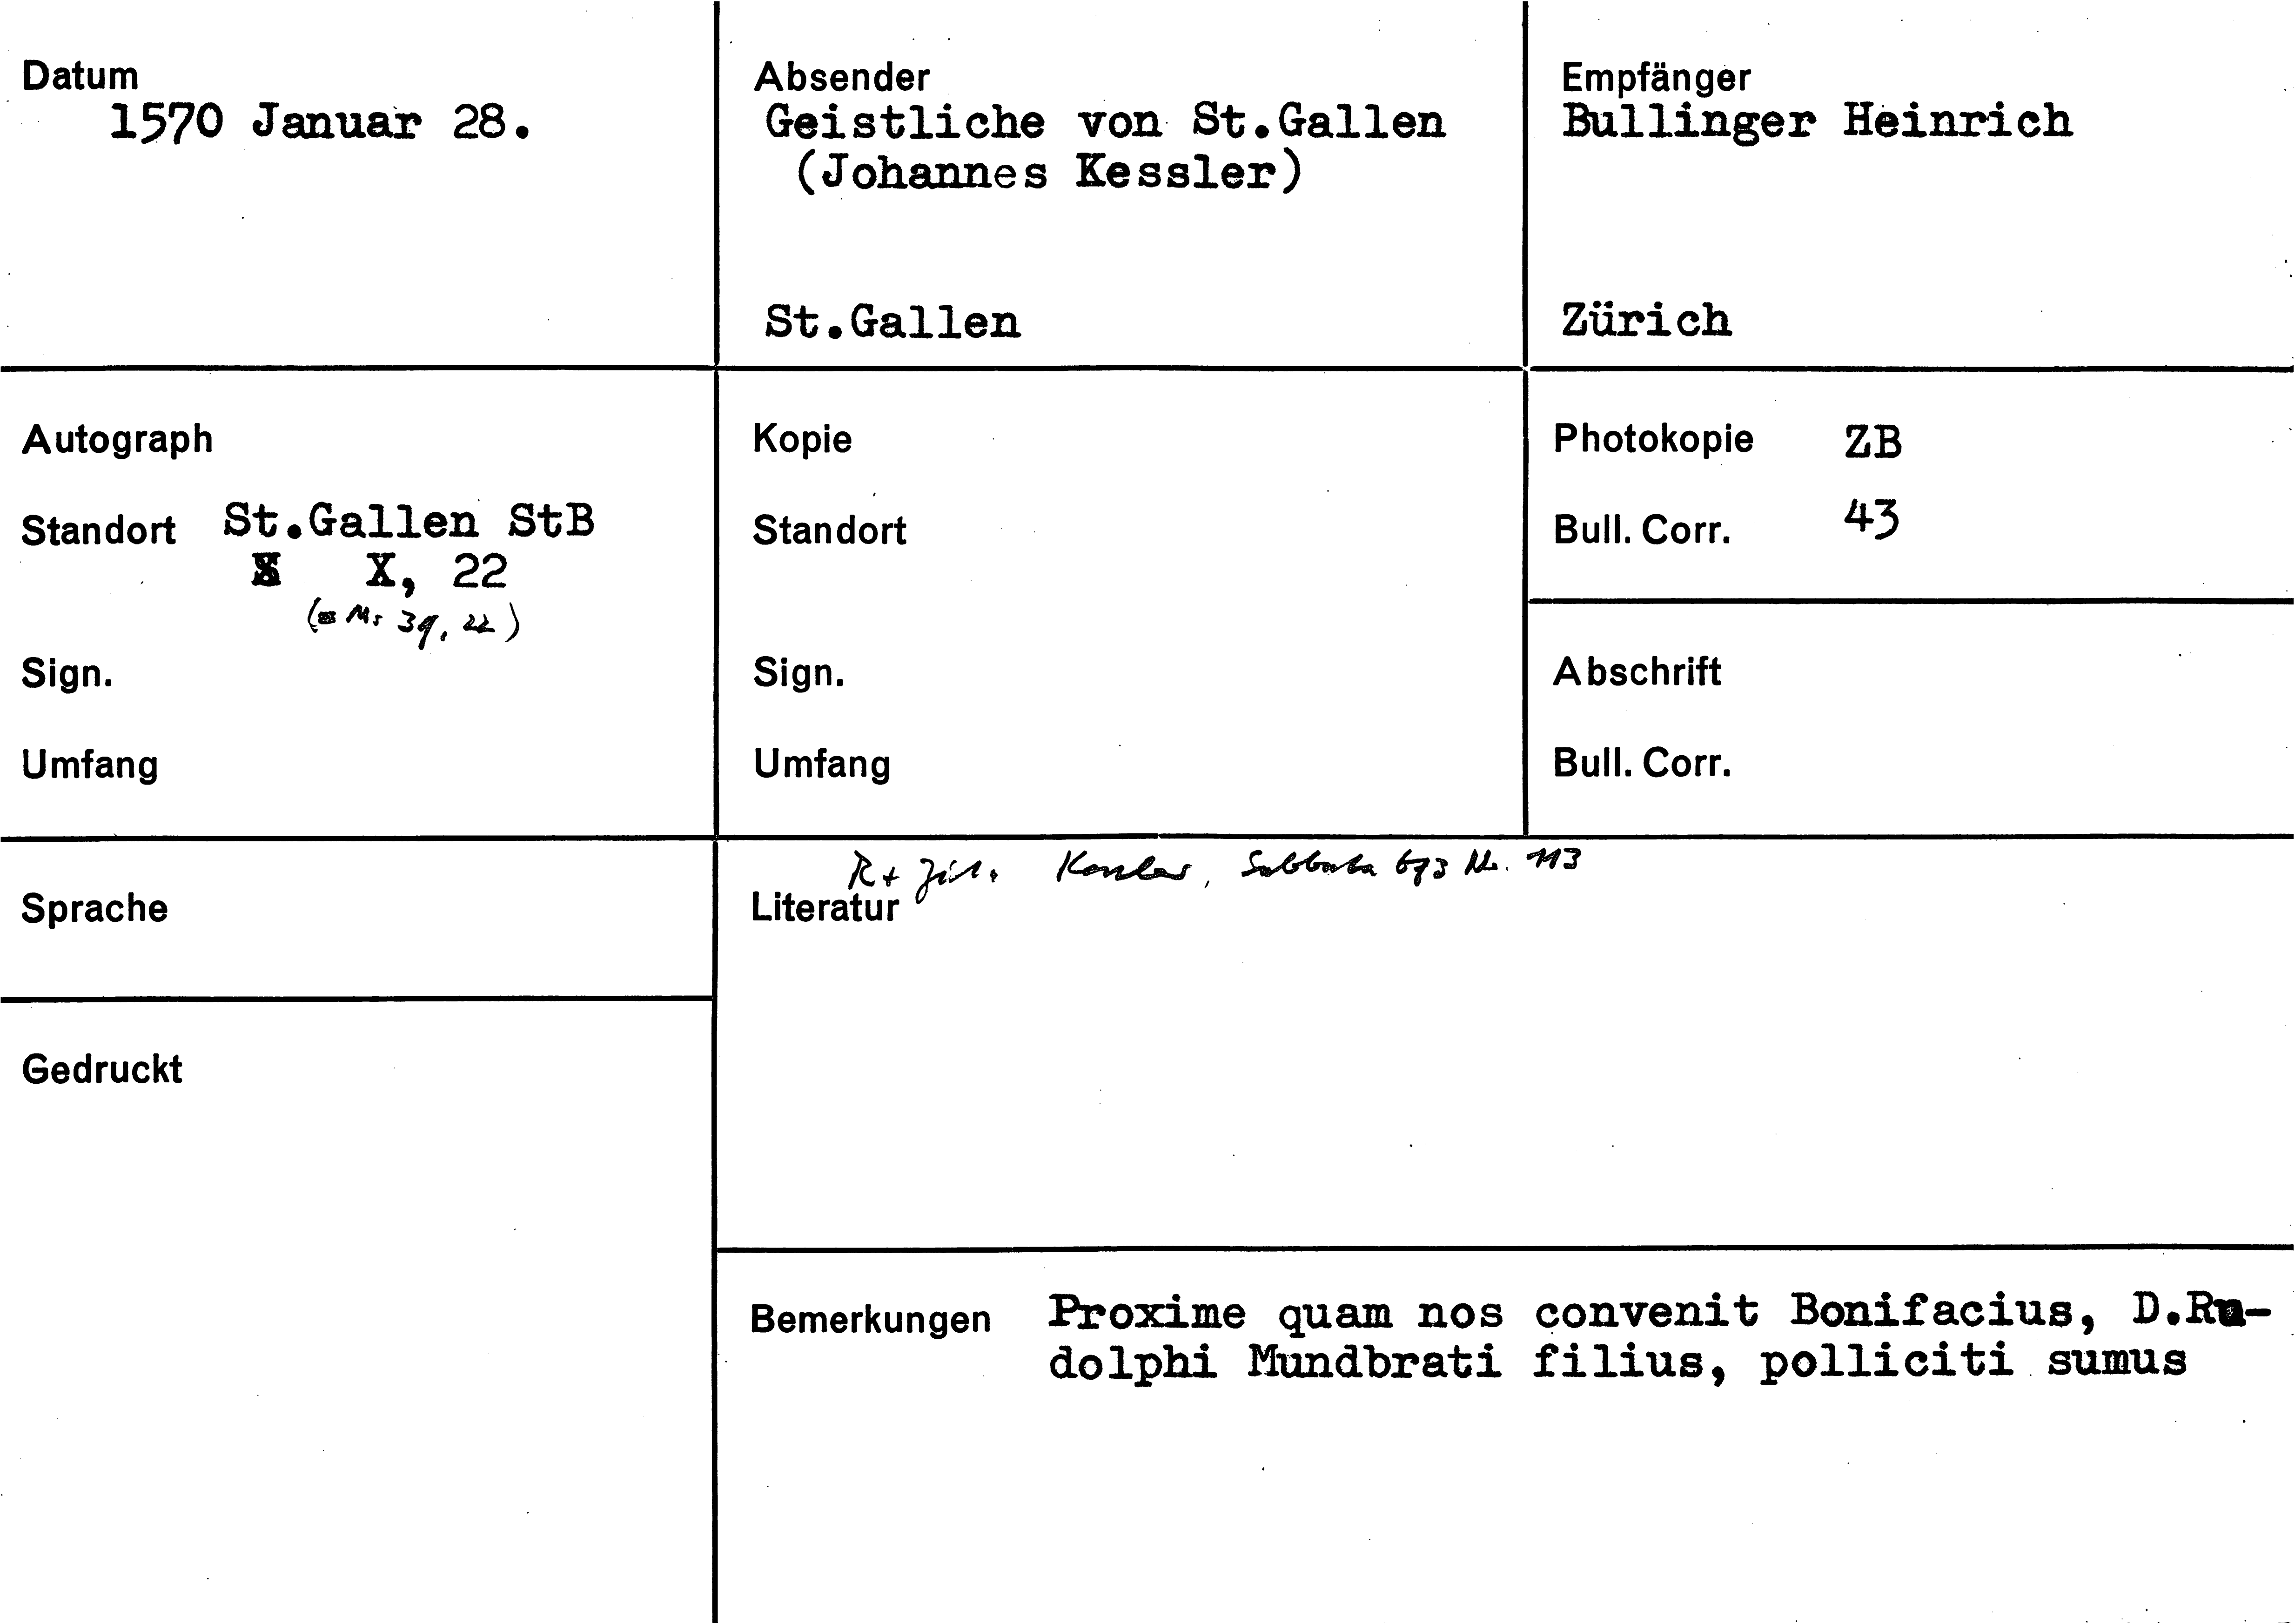 Datum
1570 Januar 28.
Absender
Geistliche von St.Gallen
(Johannes Kessler)
St.Gallen
Empfänger
Bullinger Heinrich
Zürich
Autograph
Standort St.Gallen StB
X, 22
(= Ms 39, 22)
Sign.
Umfang
Kopie
Standort
Sign.
Umfang
Photokopie ZB
Bull. Corr. 43
Abschrift
Bull. Corr.
Sprache
Gedruckt
R + Kessler, Sabbata 673 Nr. 113
Literatur
Bemerkungen Proxime quam nos convenit Bonifacius, D.Ru-
dolphi Mundbrati filius, polliciti sumus